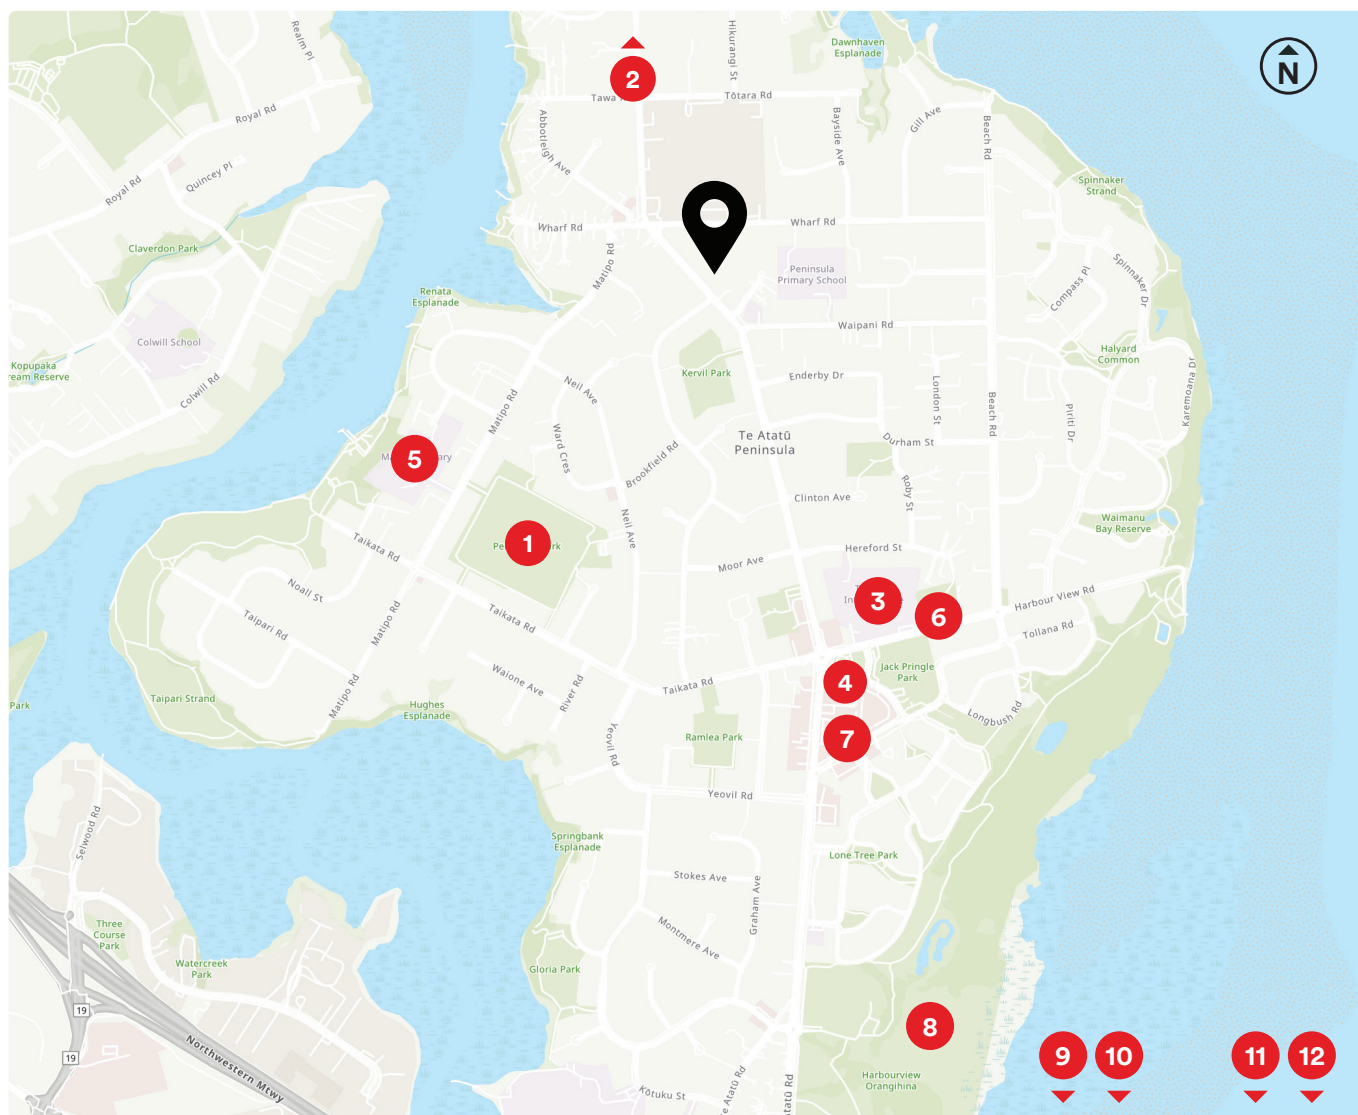 Realm Pl
Hikurangi St
Dawnhaven
Esplanade
N
2
Tawa
Tōtara Rd
Royal Rd
Abbotleigh Ave
Bayside Ave
Gill Ave
Beach Rd
Quincey Pl
Royal Rd
Spinnaker
Strand
Wharf Rd
Wharf Rd
Claverdon Park
Matipo Rd
Peninsula
Primary School
Spinnaker Dr
Compass Pl
Renata
Esplanade
Waipani Rd
Colwill School
Halyard
Common
Kopupaka
ream Reserve
Colwill Rd
Kervil Park
Enderby Dr
Neil Ave
London St
Beach Rd
Karemoana Dr
Matipo Rd
Piriti Dr
Te Atatū
Peninsula
Durham St
Ward Cres
Brookfield Rd
5
Roby St
Clinton Ave
Waimanu
Bay Reserve
Neil Ave
1
Taikata Rd
Hereford St
Moor Ave
Noall St
3
6
Harbour View Rd
Taipari Rd
Matipo Rd
Taikata Rd
Tollana Rd
Jack Pringle
Park
Waione Ave
River Rd
Taikata Rd
4
Taipari Strand
Matipo Rd
Hughes
Esplanade
Longbush Rd
Park
Yeovil Rd
Ramlea Park
7
Yeovil Rd
Selwood Rd
Springbank
Esplanade
Lone Tree Park
Stokes Ave
Graham Ave
Three
Course
Park
Montmere Ave
Watercreek
Park
Gloria Park
19
8
19
Northwestern Mtwy
9
10
11
12
Harbourview
Orangihina
Kōtuku St
e Atatū Rd
Atatū Rd